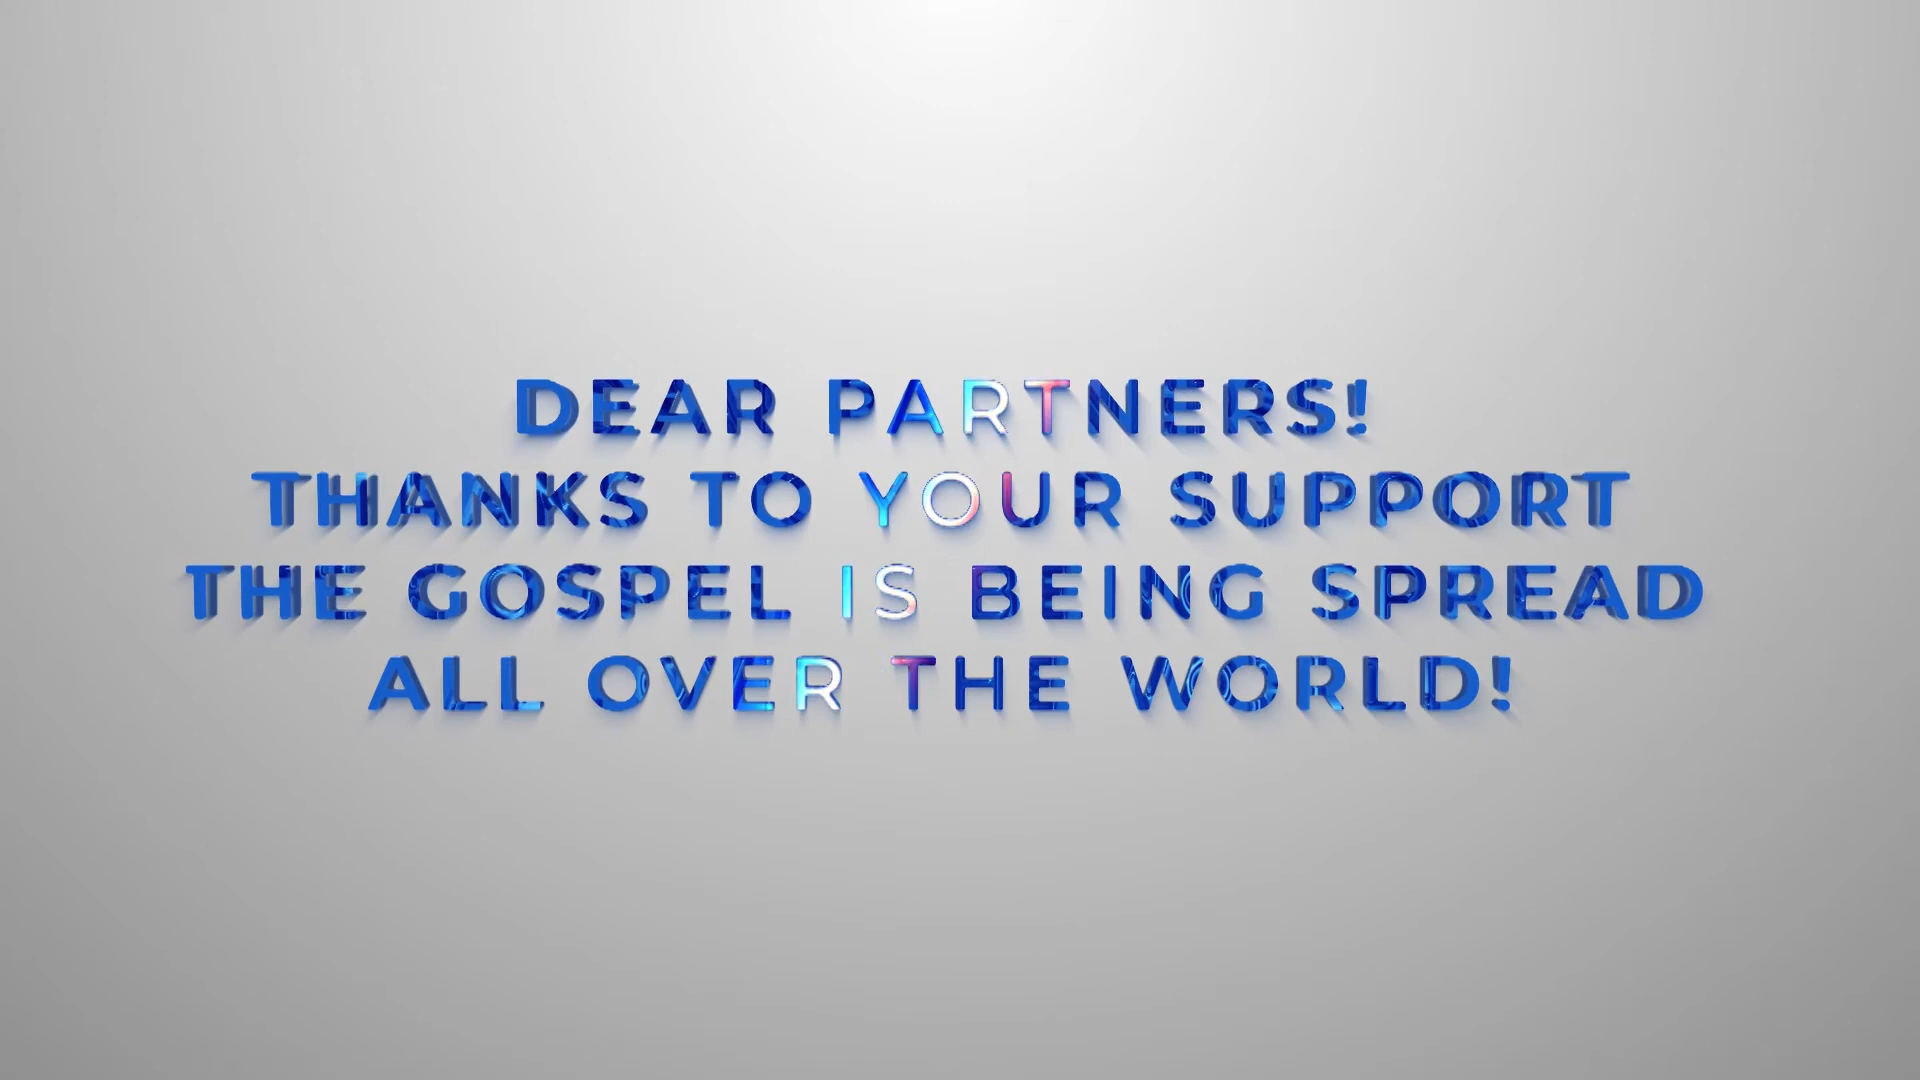 DEAR PARTNERS!
THANKS TO YOUR SUPPORT
THE GOSPEL IS BEING SPREAD
ALL OVER THE WORLD!